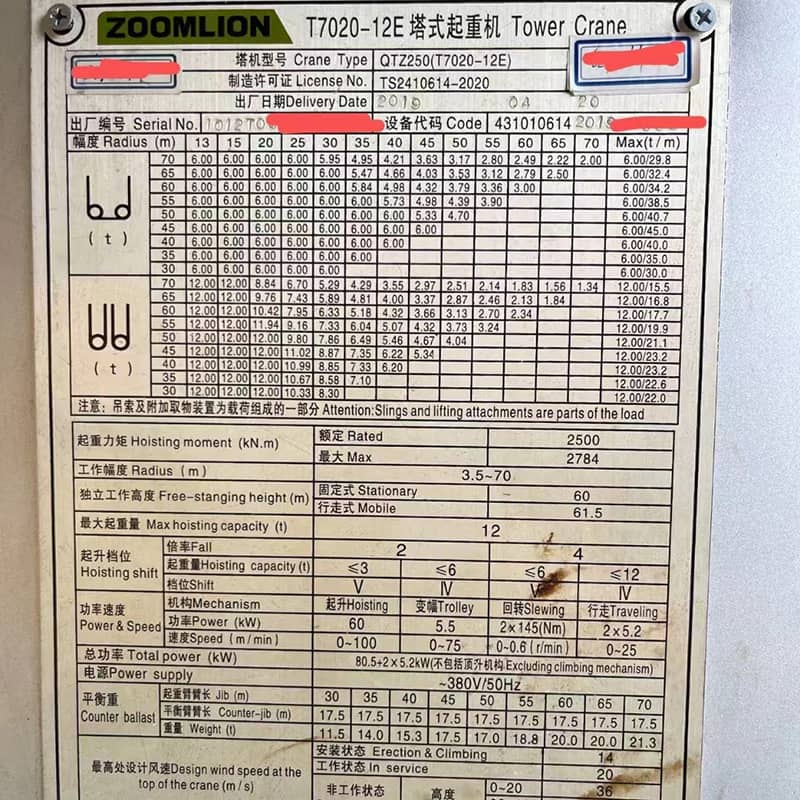 ZOOMLION T7020-12E 塔式起重机 Tower Crane
塔机型号 Crane Type QTZ250(T7020-12E)
制造许可证 License No. TS2410614-2020
出厂日期Delivery Date 2019 04 20
出厂编号 Serial No. 1012T0 设备代码 Code 431010614 2019
幅度 Radius (m) 13 15 20 25 30 35 40 45 50 55 60 65 70 Max(t / m)
(t)
70 6.00 6.00 6.00 6.00 5.95 4.95 4.21 3.63 3.17 2.80 2.49 2.22 2.00 6.00/29.8
65 6.00 6.00 6.00 6.00 6.00 5.47 4.66 4.03 3.53 3.12 2.79 2.50 6.00/32.4
60 6.00 6.00 6.00 6.00 6.00 5.84 4.98 4.32 3.79 3.36 3.00 6.00/34.2
55 6.00 6.00 6.00 6.00 6.00 6.00 5.73 4.98 4.39 3.90 6.00/38.5
50 6.00 6.00 6.00 6.00 6.00 6.00 6.00 5.33 4.70 6.00/40.7
45 6.00 6.00 6.00 6.00 6.00 6.00 6.00 6.00 6.00/45.0
40 6.00 6.00 6.00 6.00 6.00 6.00 6.00 6.00/40.0
35 6.00 6.00 6.00 6.00 6.00 6.00 6.00/35.0
30 6.00 6.00 6.00 6.00 6.00 6.00/30.0
(t)
70 12.00 12.00 8.84 6.70 5.29 4.29 3.55 2.97 2.51 2.14 1.83 1.56 1.34 12.00/15.5
65 12.00 12.00 9.76 7.43 5.89 4.81 4.00 3.37 2.87 2.46 2.13 1.84 12.00/16.8
60 12.00 12.00 10.42 7.95 6.33 5.18 4.32 3.66 3.13 2.70 2.34 12.00/17.7
55 12.00 12.00 11.94 9.16 7.33 6.04 5.07 4.32 3.73 3.24 12.00/19.9
50 12.00 12.00 12.00 9.80 7.86 6.49 5.46 4.67 4.04 12.00/21.1
45 12.00 12.00 12.00 11.02 8.87 7.35 6.22 5.34 12.00/23.2
40 12.00 12.00 12.00 10.99 8.85 7.33 6.20 12.00/23.2
35 12.00 12.00 12.00 10.67 8.58 7.10 12.00/22.6
30 12.00 12.00 12.00 10.33 8.30 12.00/22.0
注意：吊索及附加取物装置为载荷组成的一部分 Attention:Slings and lifting attachments are parts of the load
起重力矩 Hoisting moment (kN.m) 额定 Rated 2500
最大 Max 2784
工作幅度 Radius (m) 3.5~70
独立工作高度 Free-stanging height (m) 固定式 Stationary 60
行走式 Mobile 61.5
最大起重量 Max hoisting capacity (t) 12
起升档位 Hoisting shift 倍率Fall 2 4
起重量Hoisting capacity (t) ≤3 ≤6 ≤6 ≤12
档位Shift Ⅴ Ⅳ Ⅴ Ⅳ
功率速度 Power & Speed 机构Mechanism 起升Hoisting 变幅Trolley 回转Slewing 行走Traveling
功率Power (kW) 60 5.5 2×145(Nm) 2×5.2
速度Speed (m/min) 0~100 0~75 0~0.6 (r/min) 0~25
总功率 Total power (kW) 80.5+2×5.2kW(不包括顶升机构 Excluding climbing mechanism)
电源Power supply ~380V/50Hz
平衡重 Counter ballast 起重臂臂长 Jib (m) 30 35 40 45 50 55 60 65 70
平衡臂臂长 Counter-jib (m) 17.5 17.5 17.5 17.5 17.5 17.5 17.5 17.5 17.5
重量 Weight (t) 11.5 14.0 15.3 17.5 17.0 18.8 20.0 20.0 21.3
最高处设计风速Design wind speed at the top of the crane (m/s) 安装状态 Erection & Climbing 14
工作状态 In service 20
非工作状态 高度 0~20 36